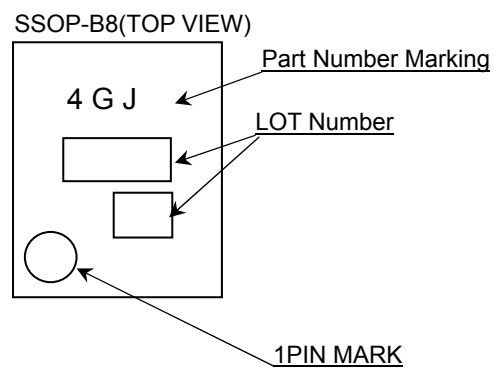 SSOP-B8(TOP VIEW)
Part Number Marking
4 G J
LOT Number
1PIN MARK